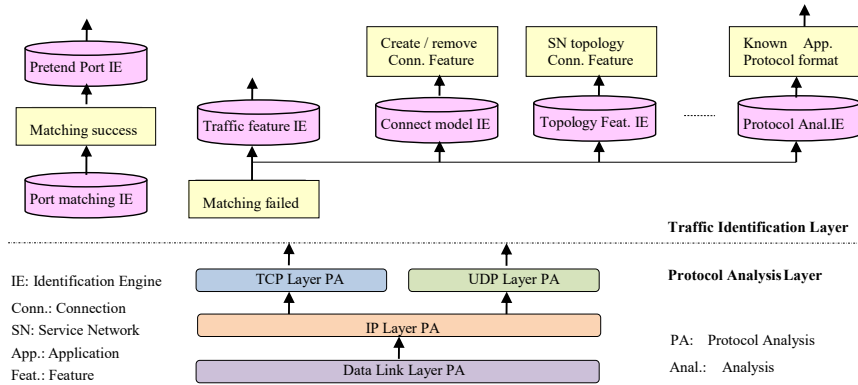 Create / remove
Conn. Feature
SN topology
Conn. Feature
Known App.
Protocol format
Pretend Port IE
Matching success
Traffic feature IE
Connect model IE
Topology Feat. IE
Protocol Anal.IE
Port matching IE
Matching failed
Traffic Identification Layer
TCP Layer PA
UDP Layer PA
Protocol Analysis Layer
IE: Identification Engine
Conn.: Connection
SN: Service Network
App.: Application
Feat.: Feature
IP Layer PA
Data Link Layer PA
PA: Protocol Analysis
Anal.: Analysis